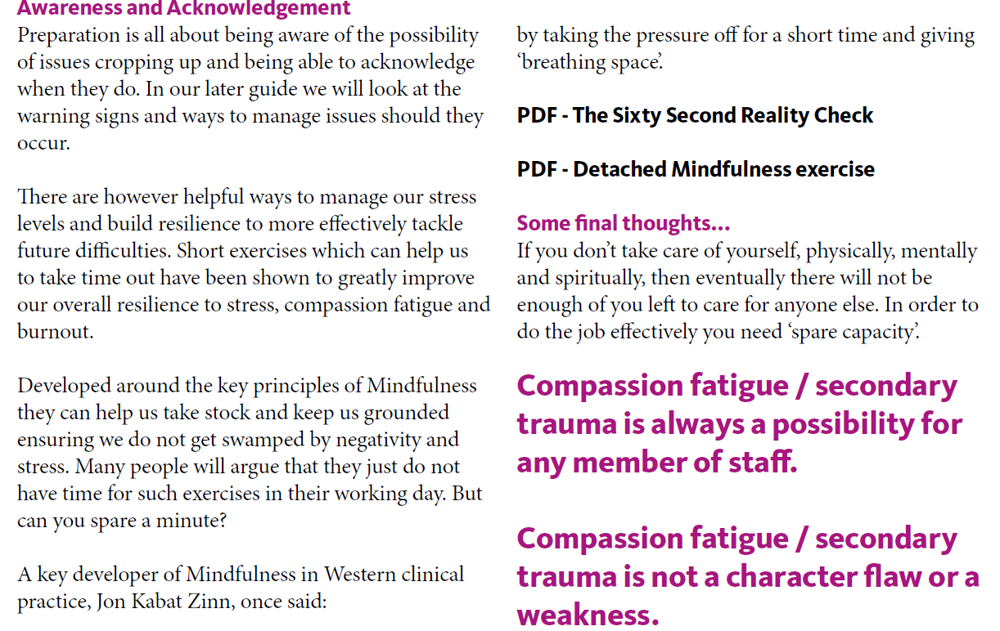 Awareness and Acknowledgement
Preparation is all about being aware of the possibility
of issues cropping up and being able to acknowledge
when they do. In our later guide we will look at the
warning signs and ways to manage issues should they
occur.
There are however helpful ways to manage our stress
levels and build resilience to more effectively tackle
future difficulties. Short exercises which can help us
to take time out have been shown to greatly improve
our overall resilience to stress, compassion fatigue and
burnout.
Developed around the key principles of Mindfulness
they can help us take stock and keep us grounded
ensuring we do not get swamped by negativity and
stress. Many people will argue that they just do not
have time for such exercises in their working day. But
can you spare a minute?
A key developer of Mindfulness in Western clinical
practice, Jon Kabat Zinn, once said:
by taking the pressure off for a short time and giving
‘breathing space’.
PDF - The Sixty Second Reality Check
PDF - Detached Mindfulness exercise
Some final thoughts...
If you don’t take care of yourself, physically, mentally
and spiritually, then eventually there will not be
enough of you left to care for anyone else. In order to
do the job effectively you need ‘spare capacity’.
Compassion fatigue / secondary
trauma is always a possibility for
any member of staff.
Compassion fatigue / secondary
trauma is not a character flaw or a
weakness.